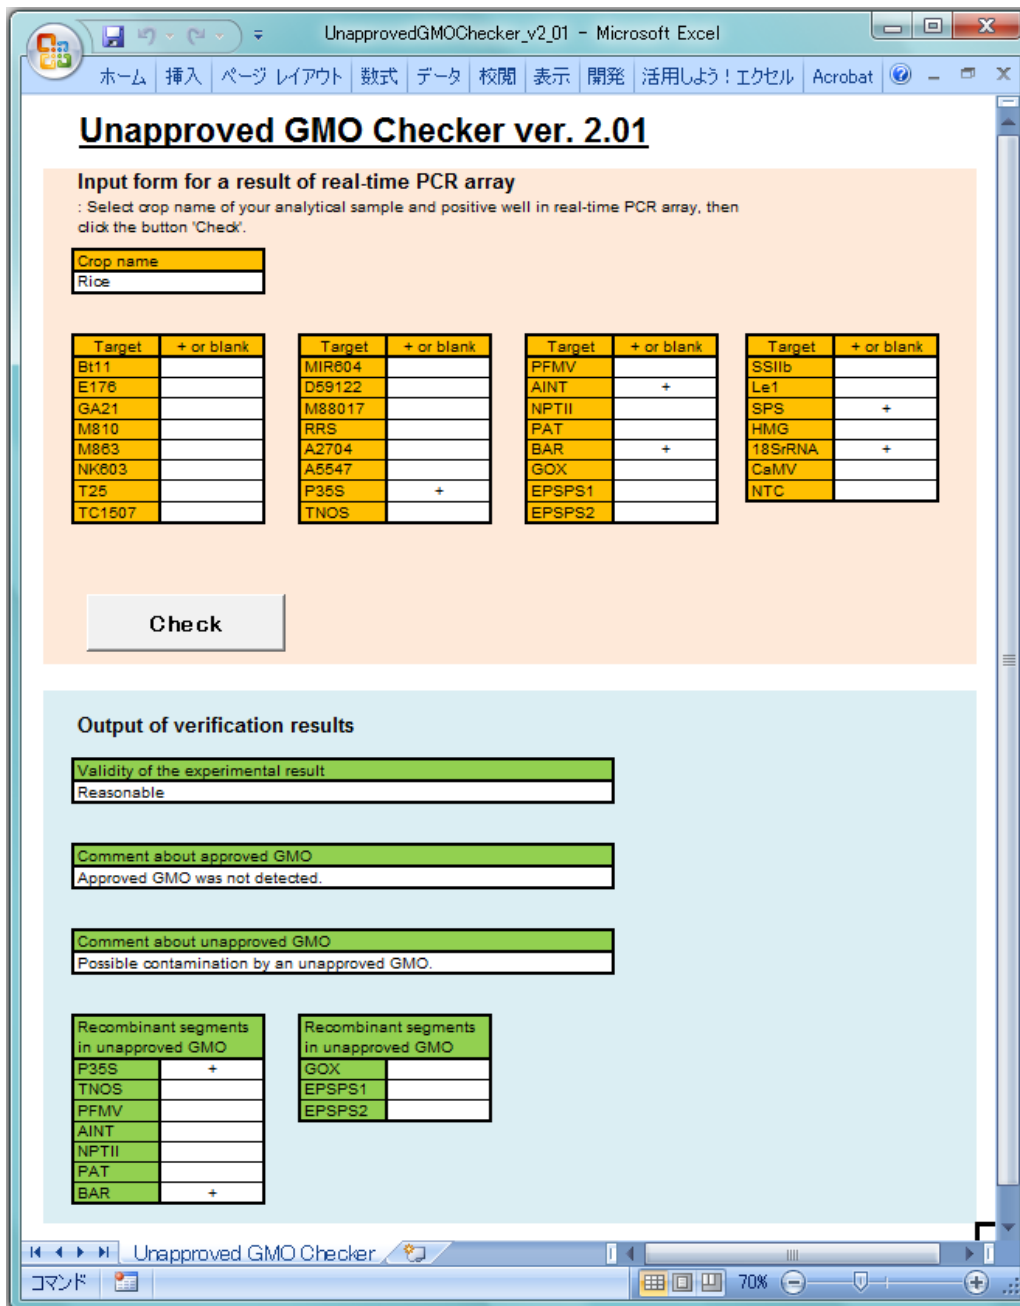 UnapprovedGMOChecker_v2_01 - Microsoft Excel
ホーム 挿入 ページ レイアウト 数式 データ 校閲 表示 開発 活用しよう！エクセル Acrobat
Unapproved GMO Checker ver. 2.01
Input form for a result of real-time PCR array
: Select crop name of your analytical sample and positive well in real-time PCR array, then
click the button 'Check'.
Crop name
Rice
Target + or blank Target + or blank Target + or blank Target + or blank
Bt11 MIR604 PFMV SSIIb
E176 D59122 AINT + Le1
GA21 M88017 NPTII SPS +
M810 RRS PAT HMG
M863 A2704 BAR + 18SrRNA +
NK603 A5547 GOX CaMV
T25 P35S + EPSPS1 NTC
TC1507 TNOS EPSPS2
Check
Output of verification results
Validity of the experimental result
Reasonable
Comment about approved GMO
Approved GMO was not detected.
Comment about unapproved GMO
Possible contamination by an unapproved GMO.
Recombinant segments Recombinant segments
in unapproved GMO in unapproved GMO
P35S + GOX
TNOS EPSPS1
PFMV EPSPS2
AINT
NPTII
PAT
BAR +
Unapproved GMO Checker
コマンド 70%